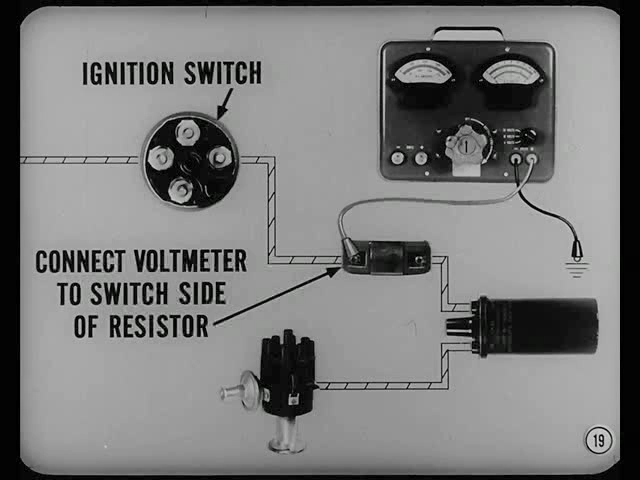 IGNITION SWITCH
CONNECT VOLTMETER
TO SWITCH SIDE
OF RESISTOR
19